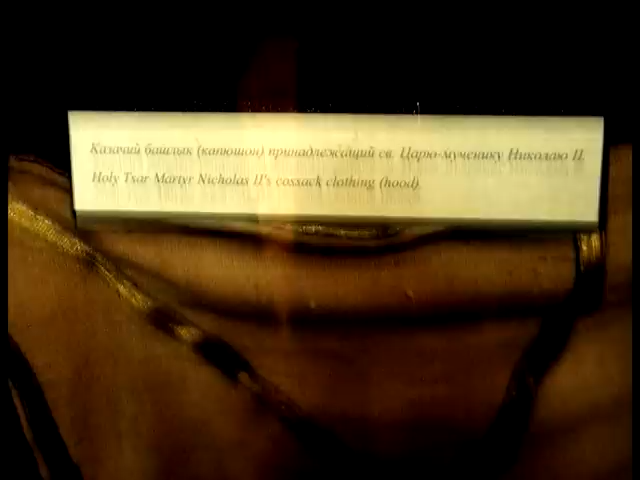 Казачий башлык (капюшон) принадлежащий св. Царю-мученику Николаю II.
Holy Tsar Martyr Nicholas II's cossack clothing (hood).